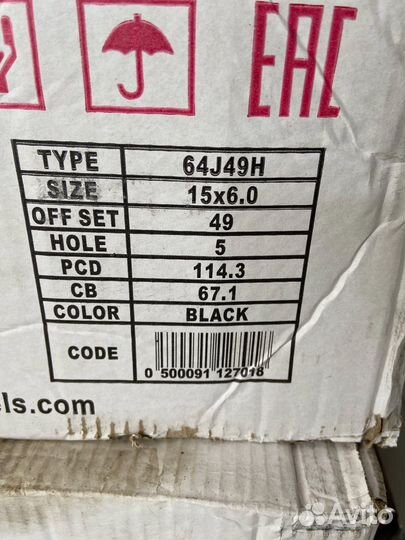 EAC
TYPE 64J49H
SIZE 15x6.0
OFF SET 49
HOLE 5
PCD 114.3
CB 67.1
COLOR BLACK
CODE
0 500091 127018
els.com
Avito